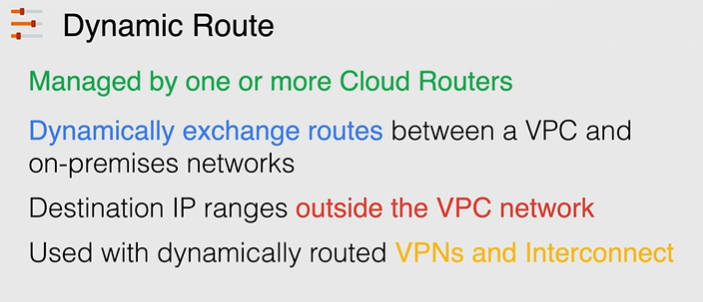 Dynamic Route
Managed by one or more Cloud Routers
Dynamically exchange routes between a VPC and
on-premises networks
Destination IP ranges outside the VPC network
Used with dynamically routed VPNs and Interconnect